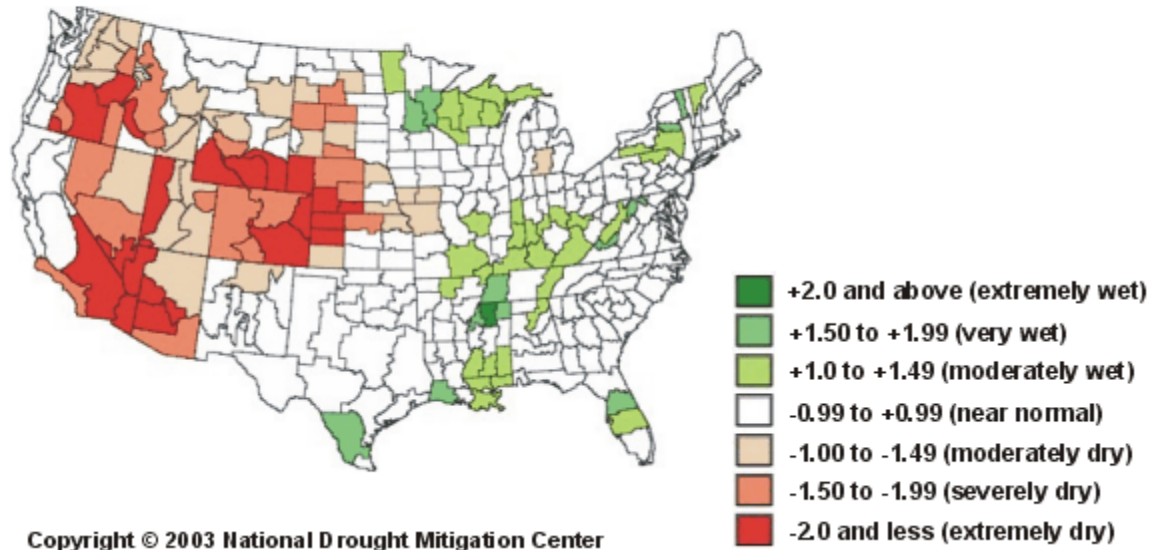 +2.0 and above (extremely wet)
+1.50 to +1.99 (very wet)
+1.0 to +1.49 (moderately wet)
-0.99 to +0.99 (near normal)
-1.00 to -1.49 (moderately dry)
-1.50 to -1.99 (severely dry)
-2.0 and less (extremely dry)
Copyright © 2003 National Drought Mitigation Center